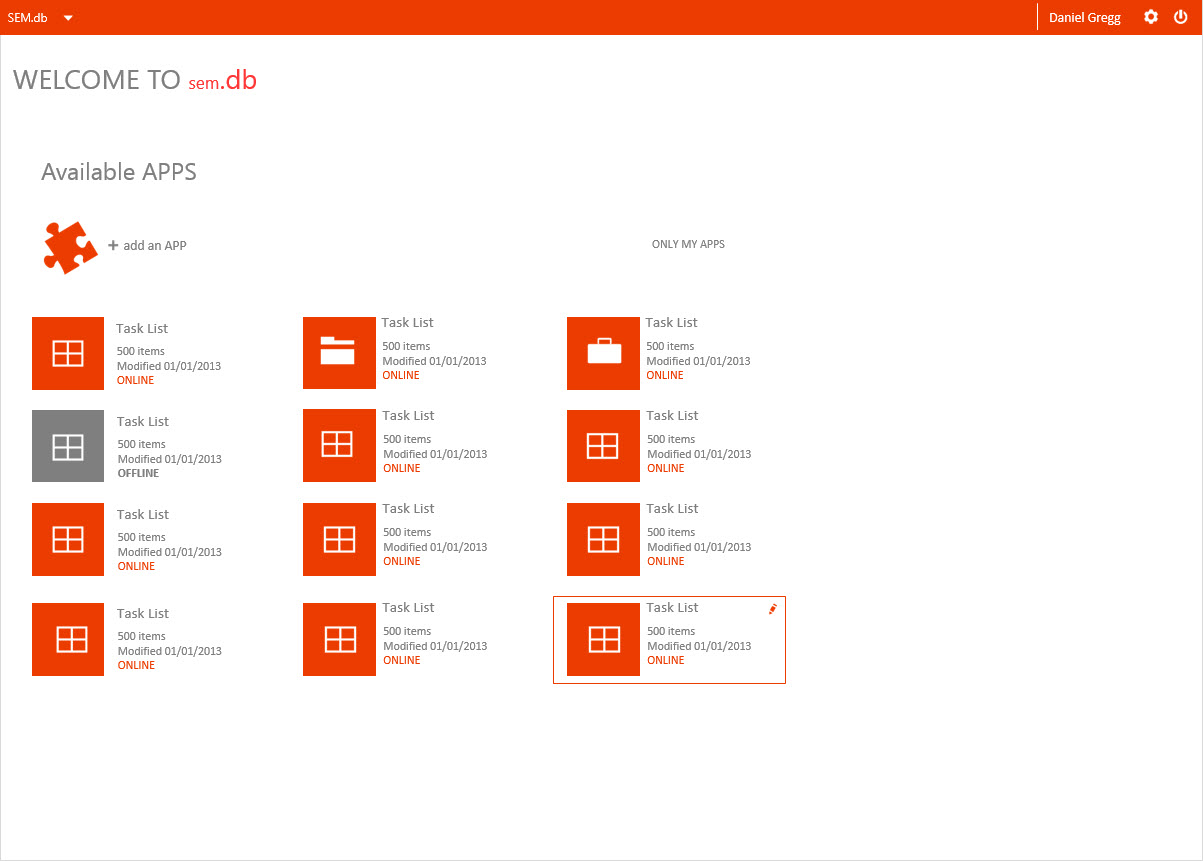 SEM.db
Daniel Gregg
WELCOME TO sem.db
Available APPS
+ add an APP
ONLY MY APPS
Task List
500 items
Modified 01/01/2013
ONLINE
Task List
500 items
Modified 01/01/2013
ONLINE
Task List
500 items
Modified 01/01/2013
ONLINE
Task List
500 items
Modified 01/01/2013
OFFLINE
Task List
500 items
Modified 01/01/2013
ONLINE
Task List
500 items
Modified 01/01/2013
ONLINE
Task List
500 items
Modified 01/01/2013
ONLINE
Task List
500 items
Modified 01/01/2013
ONLINE
Task List
500 items
Modified 01/01/2013
ONLINE
Task List
500 items
Modified 01/01/2013
ONLINE
Task List
500 items
Modified 01/01/2013
ONLINE
Task List
500 items
Modified 01/01/2013
ONLINE